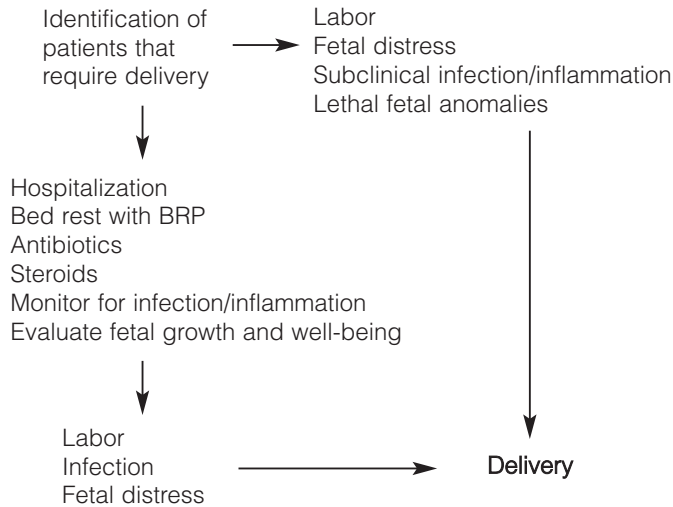 Identification of
patients that
require delivery
Labor
Fetal distress
Subclinical infection/inflammation
Lethal fetal anomalies
Hospitalization
Bed rest with BRP
Antibiotics
Steroids
Monitor for infection/inflammation
Evaluate fetal growth and well-being
Labor
Infection
Fetal distress
Delivery